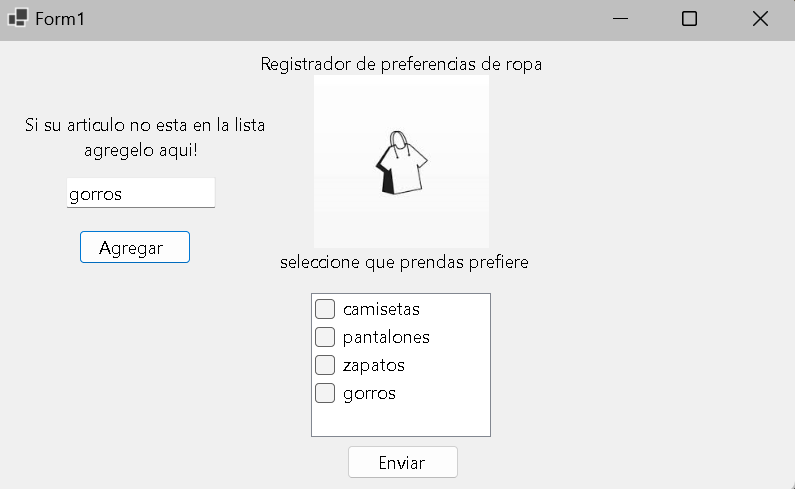 Form1
Registrador de preferencias de ropa
Si su articulo no esta en la lista
agregelo aqui!
gorros
Agregar
seleccione que prendas prefiere
camisetas
pantalones
zapatos
gorros
Enviar